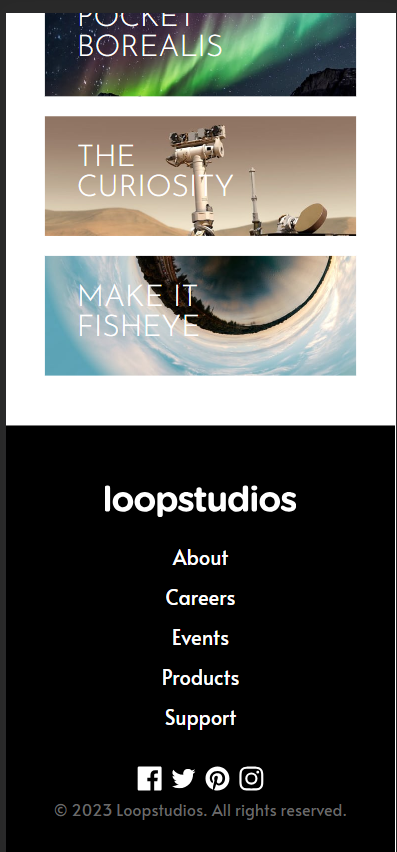 POCKET
BOREALIS
THE
CURIOSITY
MAKE IT
FISHEYE
loopstudios
About
Careers
Events
Products
Support
© 2023 Loopstudios. All rights reserved.